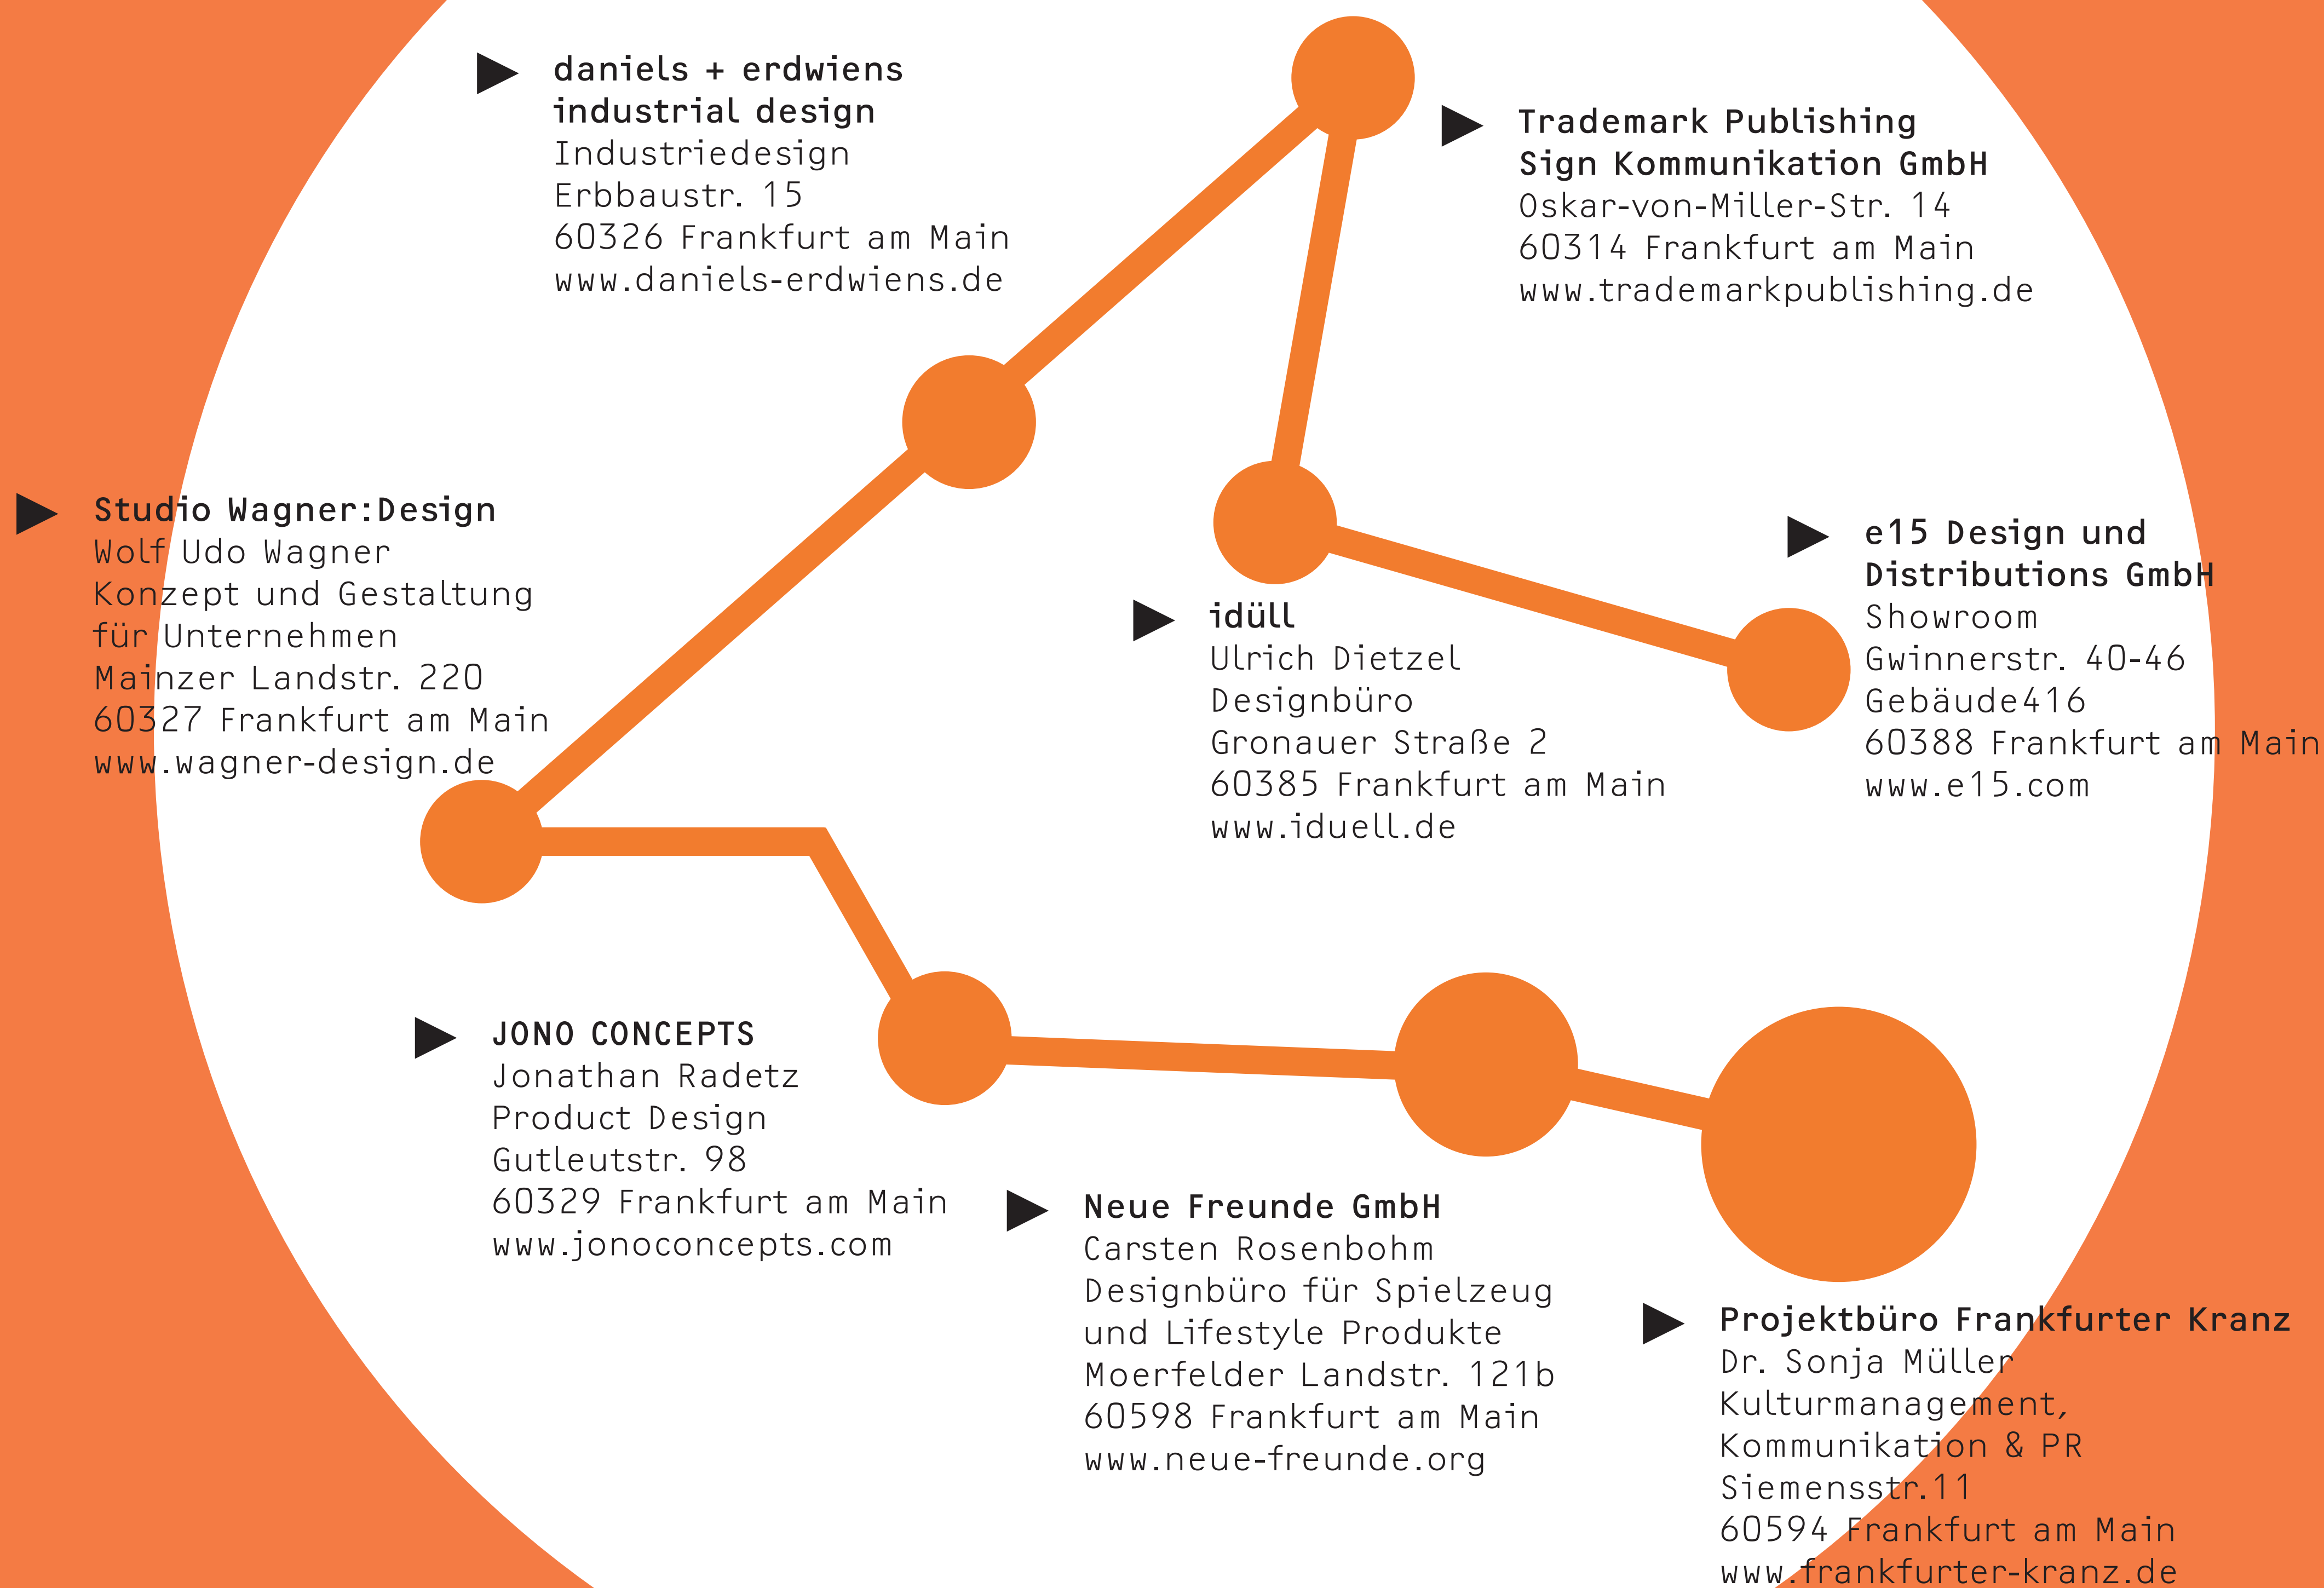 daniels + erdwiens
industrial design
Industriedesign
Erbbaustr. 15
60326 Frankfurt am Main
www.daniels-erdwiens.de
Trademark Publishing
Sign Kommunikation GmbH
Oskar-von-Miller-Str. 14
60314 Frankfurt am Main
www.trademarkpublishing.de
Studio Wagner:Design
Wolf Udo Wagner
Konzept und Gestaltung
für Unternehmen
Mainzer Landstr. 220
60327 Frankfurt am Main
www.wagner-design.de
idüll
Ulrich Dietzel
Designbüro
Gronauer Straße 2
60385 Frankfurt am Main
www.iduell.de
e15 Design und
Distributions GmbH
Showroom
Gwinnerstr. 40-46
Gebäude416
60388 Frankfurt am Main
www.e15.com
JONO CONCEPTS
Jonathan Radetz
Product Design
Gutleutstr. 98
60329 Frankfurt am Main
www.jonoconcepts.com
Neue Freunde GmbH
Carsten Rosenbohm
Designbüro für Spielzeug
und Lifestyle Produkte
Moerfelder Landstr. 121b
60598 Frankfurt am Main
www.neue-freunde.org
Projektbüro Frankfurter Kranz
Dr. Sonja Müller
Kulturmanagement,
Kommunikation & PR
Siemensstr.11
60594 Frankfurt am Main
www.frankfurter-kranz.de